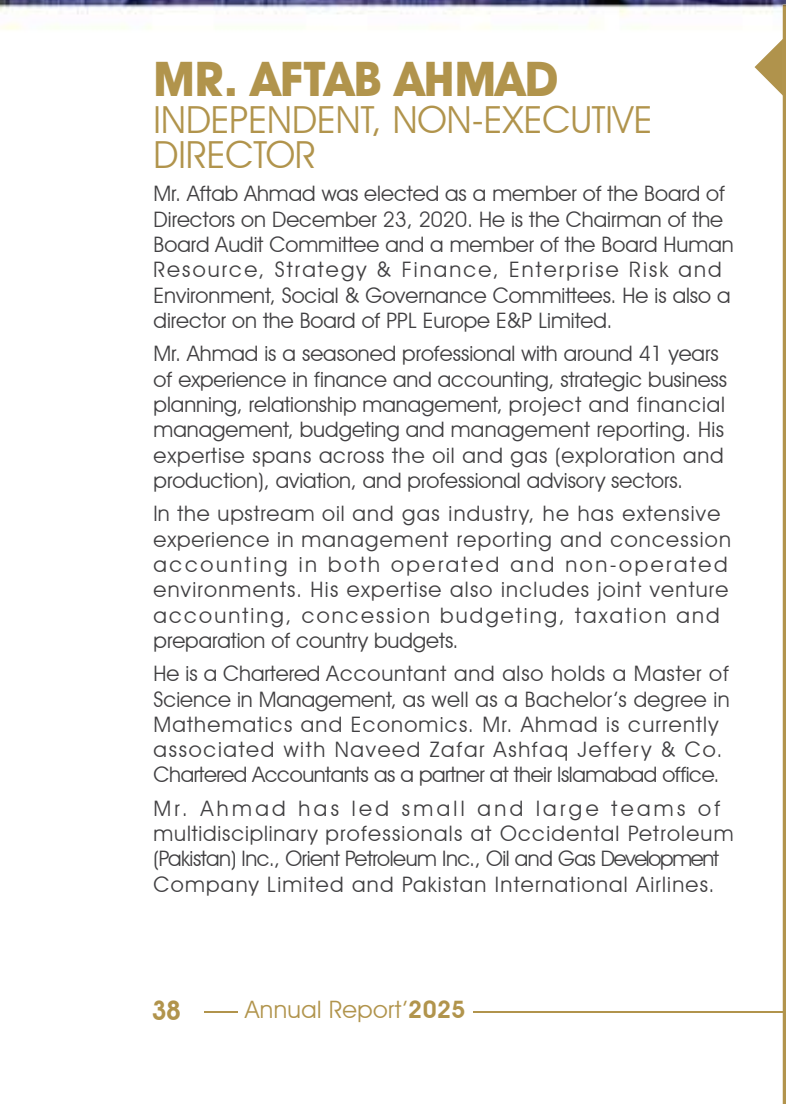 MR. AFTAB AHMAD
INDEPENDENT, NON-EXECUTIVE
DIRECTOR
Mr. Aftab Ahmad was elected as a member of the Board of
Directors on December 23, 2020. He is the Chairman of the
Board Audit Committee and a member of the Board Human
Resource, Strategy & Finance, Enterprise Risk and
Environment, Social & Governance Committees. He is also a
director on the Board of PPL Europe E&P Limited.
Mr. Ahmad is a seasoned professional with around 41 years
of experience in finance and accounting, strategic business
planning, relationship management, project and financial
management, budgeting and management reporting. His
expertise spans across the oil and gas (exploration and
production), aviation, and professional advisory sectors.
In the upstream oil and gas industry, he has extensive
experience in management reporting and concession
accounting in both operated and non-operated
environments. His expertise also includes joint venture
accounting, concession budgeting, taxation and
preparation of country budgets.
He is a Chartered Accountant and also holds a Master of
Science in Management, as well as a Bachelor's degree in
Mathematics and Economics. Mr. Ahmad is currently
associated with Naveed Zafar Ashfaq Jeffery & Co.
Chartered Accountants as a partner at their Islamabad office.
Mr. Ahmad has led small and large teams of
multidisciplinary professionals at Occidental Petroleum
(Pakistan) Inc., Orient Petroleum Inc., Oil and Gas Development
Company Limited and Pakistan International Airlines.
38 Annual Report'2025